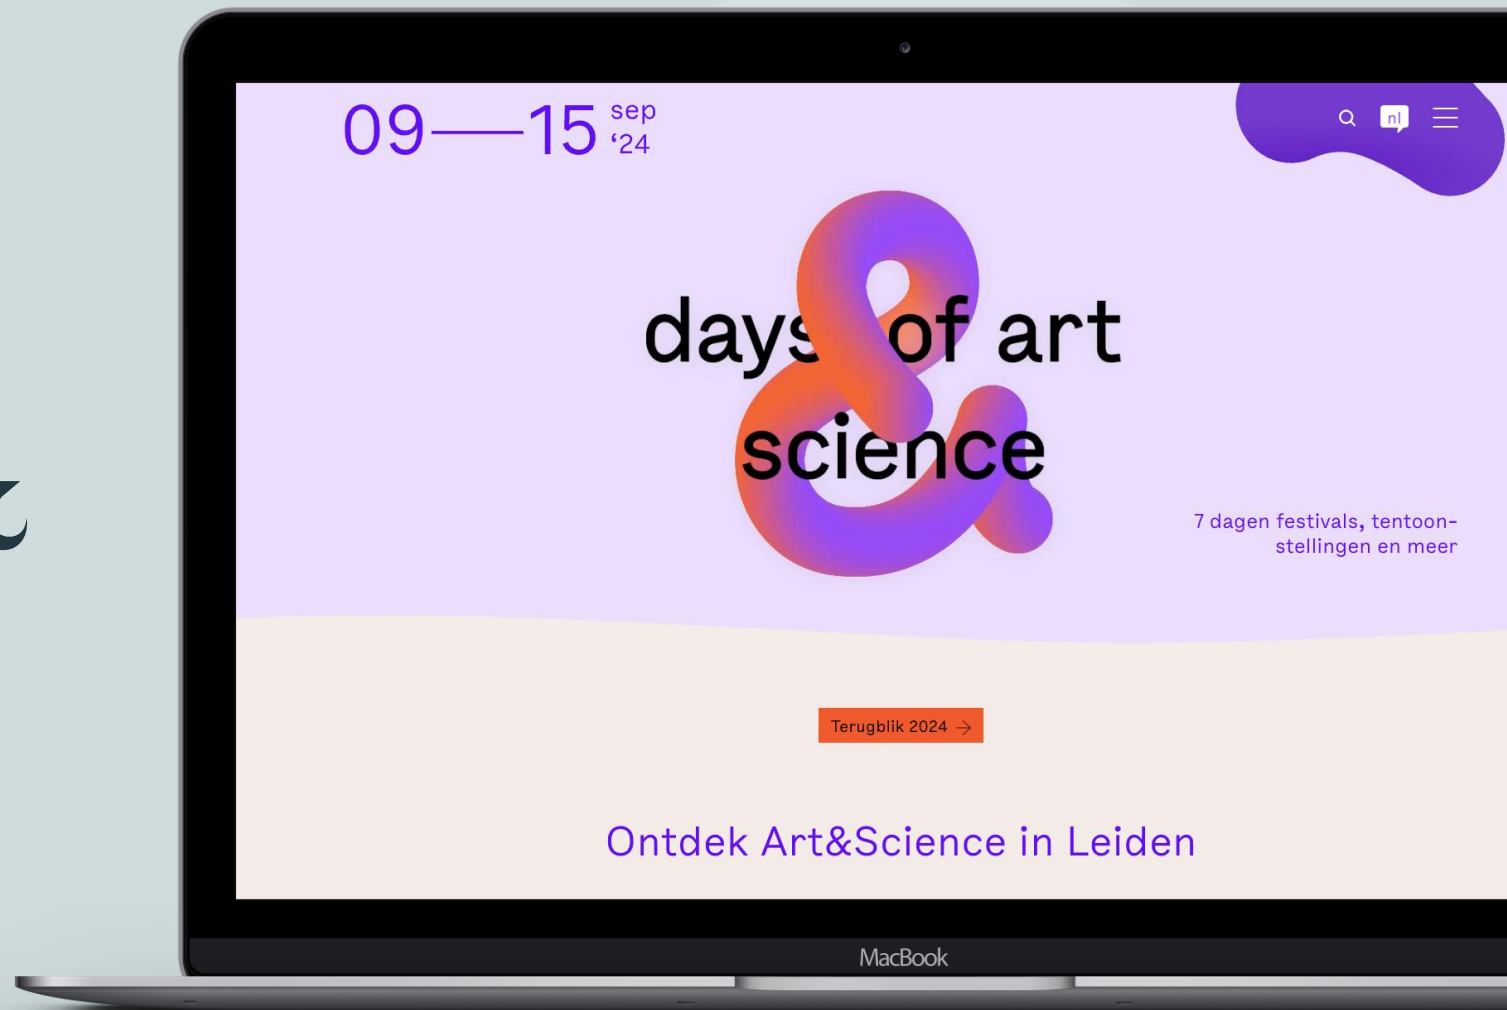 09—15 sep ‘24
nl
days of art
&
science
7 dagen festivals, tentoon-
stellingen en meer
Terugblik 2024 →
Ontdek Art&Science in Leiden
MacBook